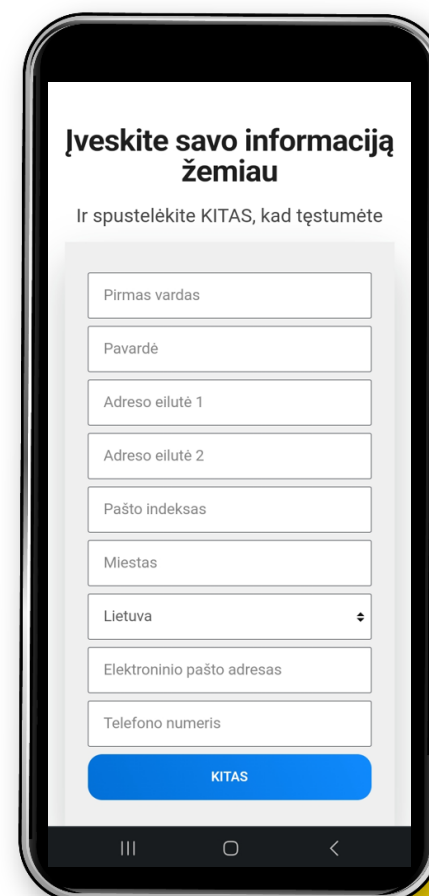 Įveskite savo informaciją
žemiau
Ir spustelėkite KITAS, kad tęstumėte
Pirmas vardas
Pavardė
Adreso eilutė 1
Adreso eilutė 2
Pašto indeksas
Miestas
Lietuva
Elektroninio pašto adresas
Telefono numeris
KITAS